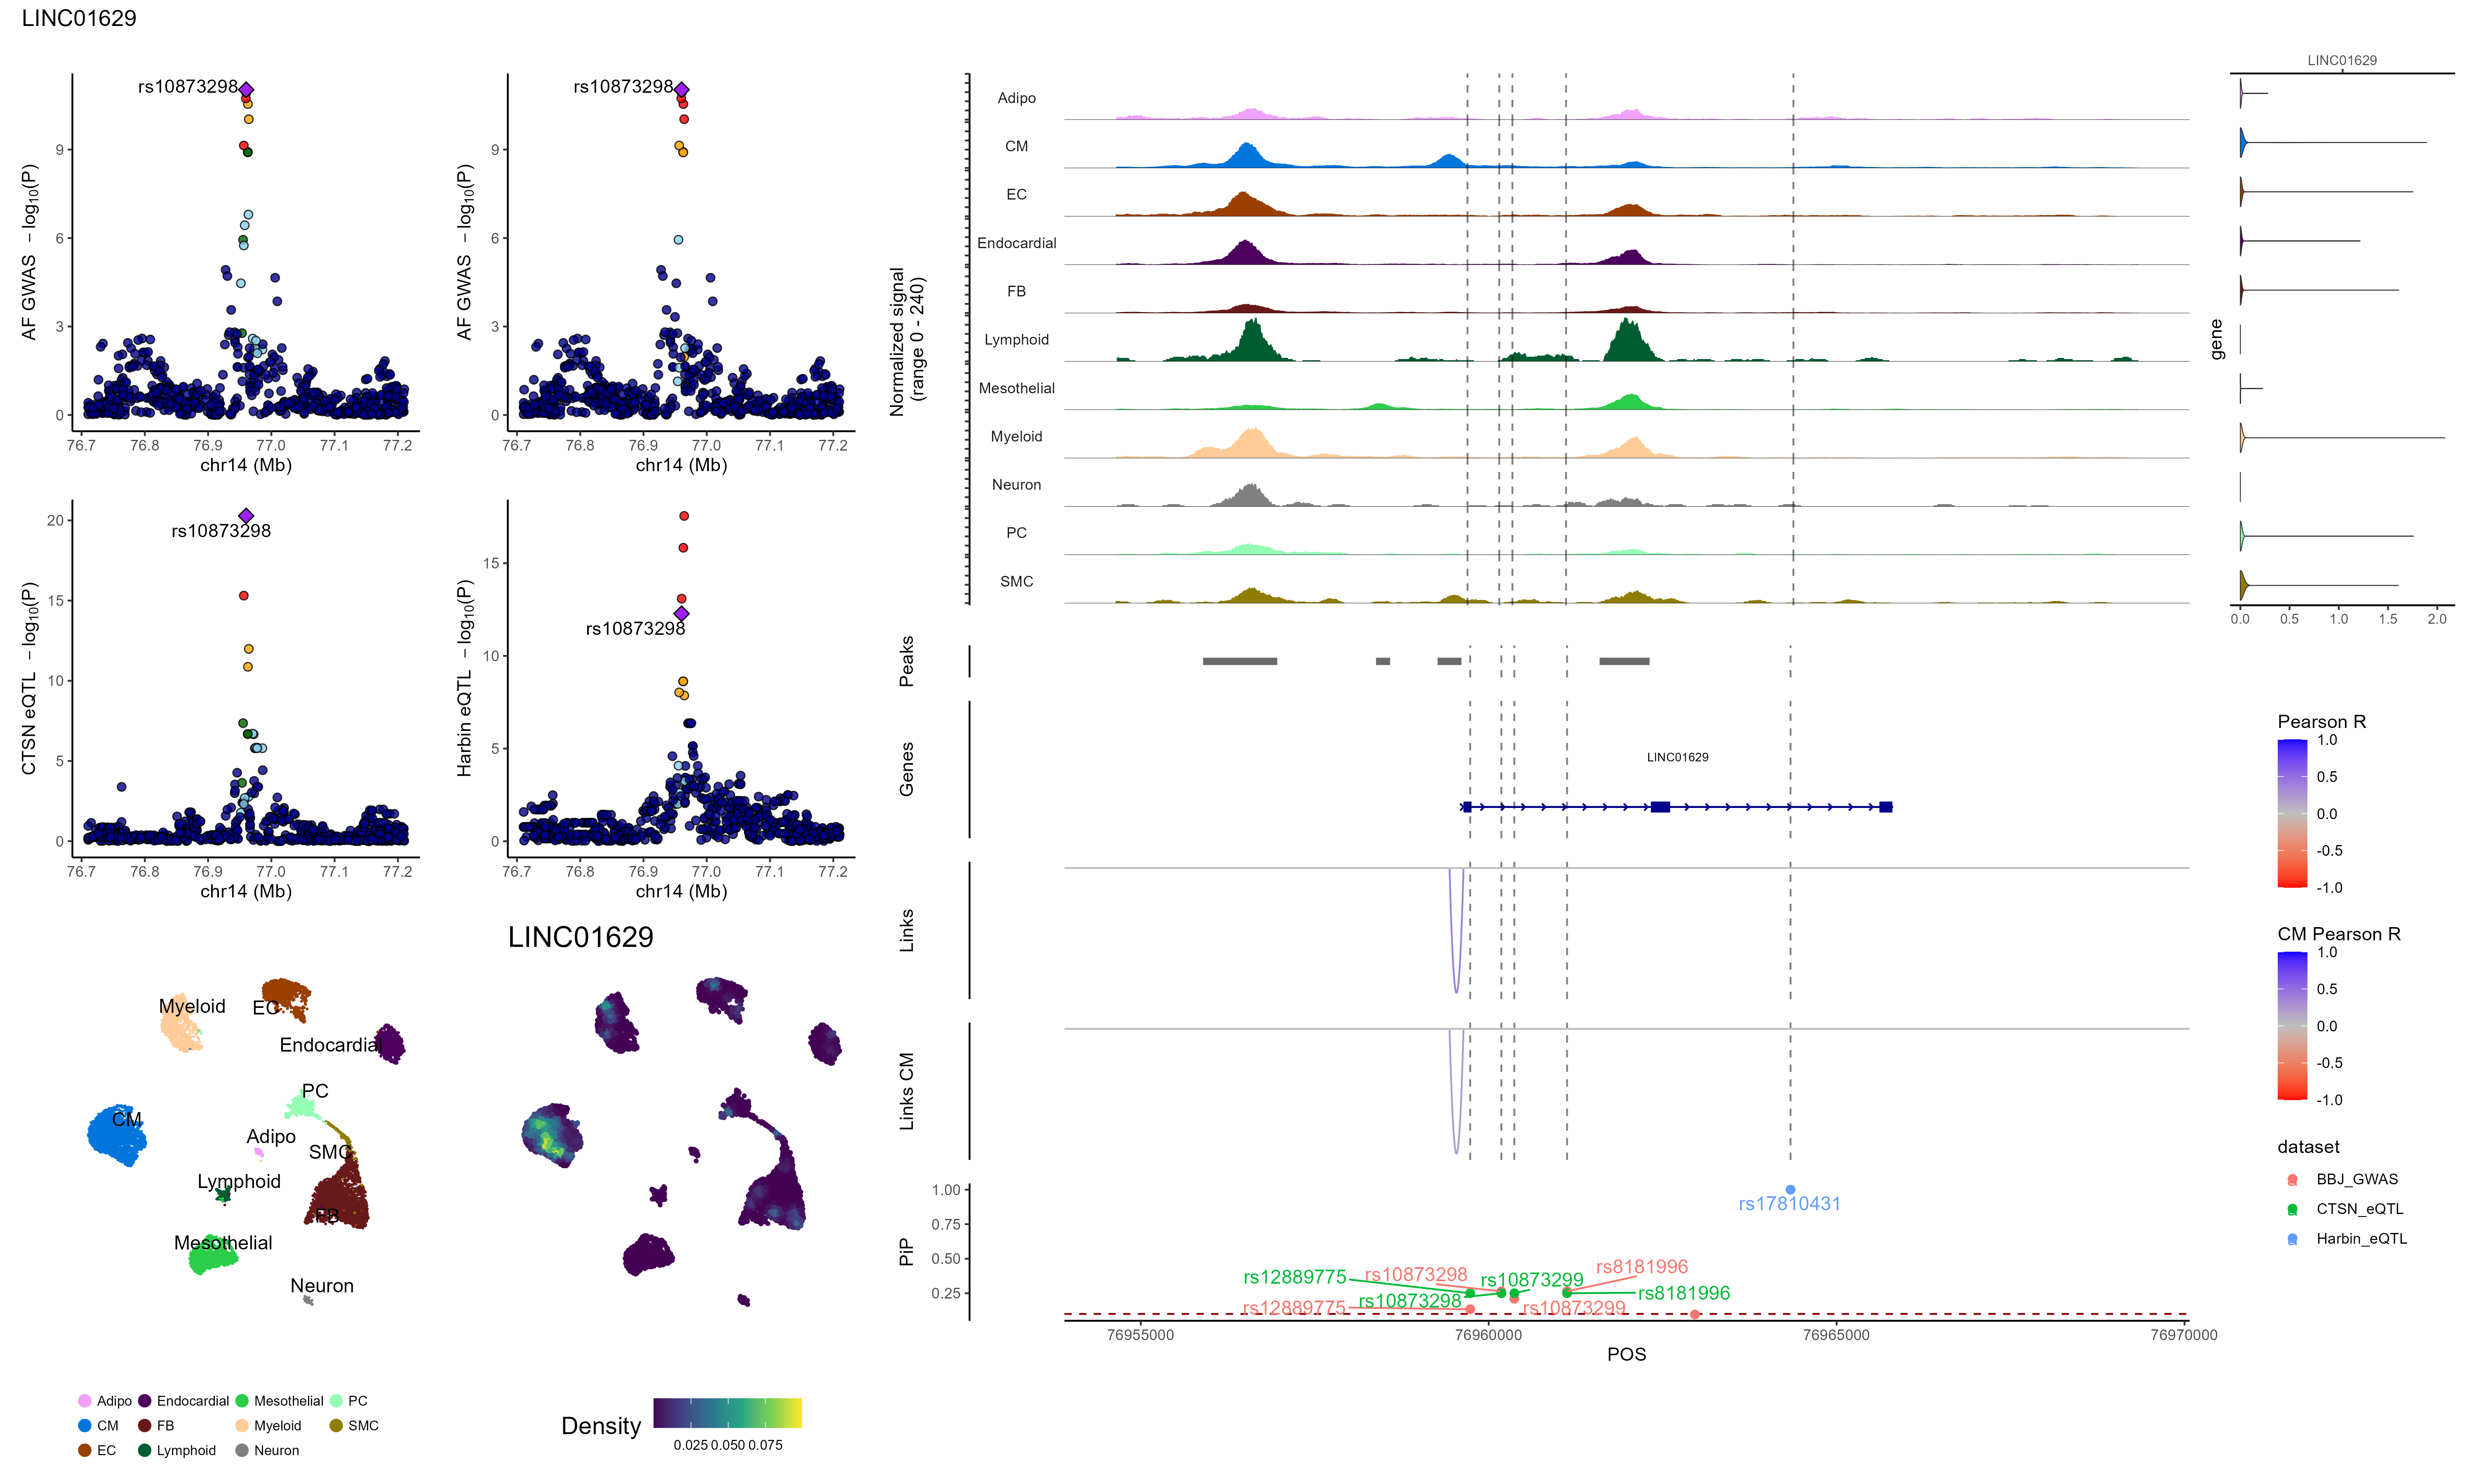 LINC01629
rs10873298
AF GWAS −log10(P)
9
6
3
0
76.7 76.8 76.9 77.0 77.1 77.2
chr14 (Mb)
rs10873298
AF GWAS −log10(P)
9
6
3
0
76.7 76.8 76.9 77.0 77.1 77.2
chr14 (Mb)
rs10873298
CTSN eQTL −log10(P)
20
15
10
5
0
76.7 76.8 76.9 77.0 77.1 77.2
chr14 (Mb)
rs10873298
Harbin eQTL −log10(P)
15
10
5
0
76.7 76.8 76.9 77.0 77.1 77.2
chr14 (Mb)
Myeloid
EC
Endocardial
PC
CM
Adipo
SMC
Lymphoid
FB
Mesothelial
Neuron
Adipo Endocardial Mesothelial PC
CM FB Myeloid SMC
EC Lymphoid Neuron
LINC01629
Density
0.025 0.050 0.075
Normalized signal
(range 0 - 240)
Adipo
CM
EC
Endocardial
FB
Lymphoid
Mesothelial
Myeloid
Neuron
PC
SMC
Peaks
Genes
LINC01629
Links
Links CM
PiP
1.00
0.75
0.50
0.25
rs17810431
rs8181996
rs12889775 rs10873298 rs10873299
rs8181996
rs10873298
rs12889775 rs10873299
76955000 76960000 76965000 76970000
POS
LINC01629
gene
0.0 0.5 1.0 1.5 2.0
Pearson R
1.0
0.5
0.0
-0.5
-1.0
CM Pearson R
1.0
0.5
0.0
-0.5
-1.0
dataset
BBJ_GWAS
CTSN_eQTL
Harbin_eQTL